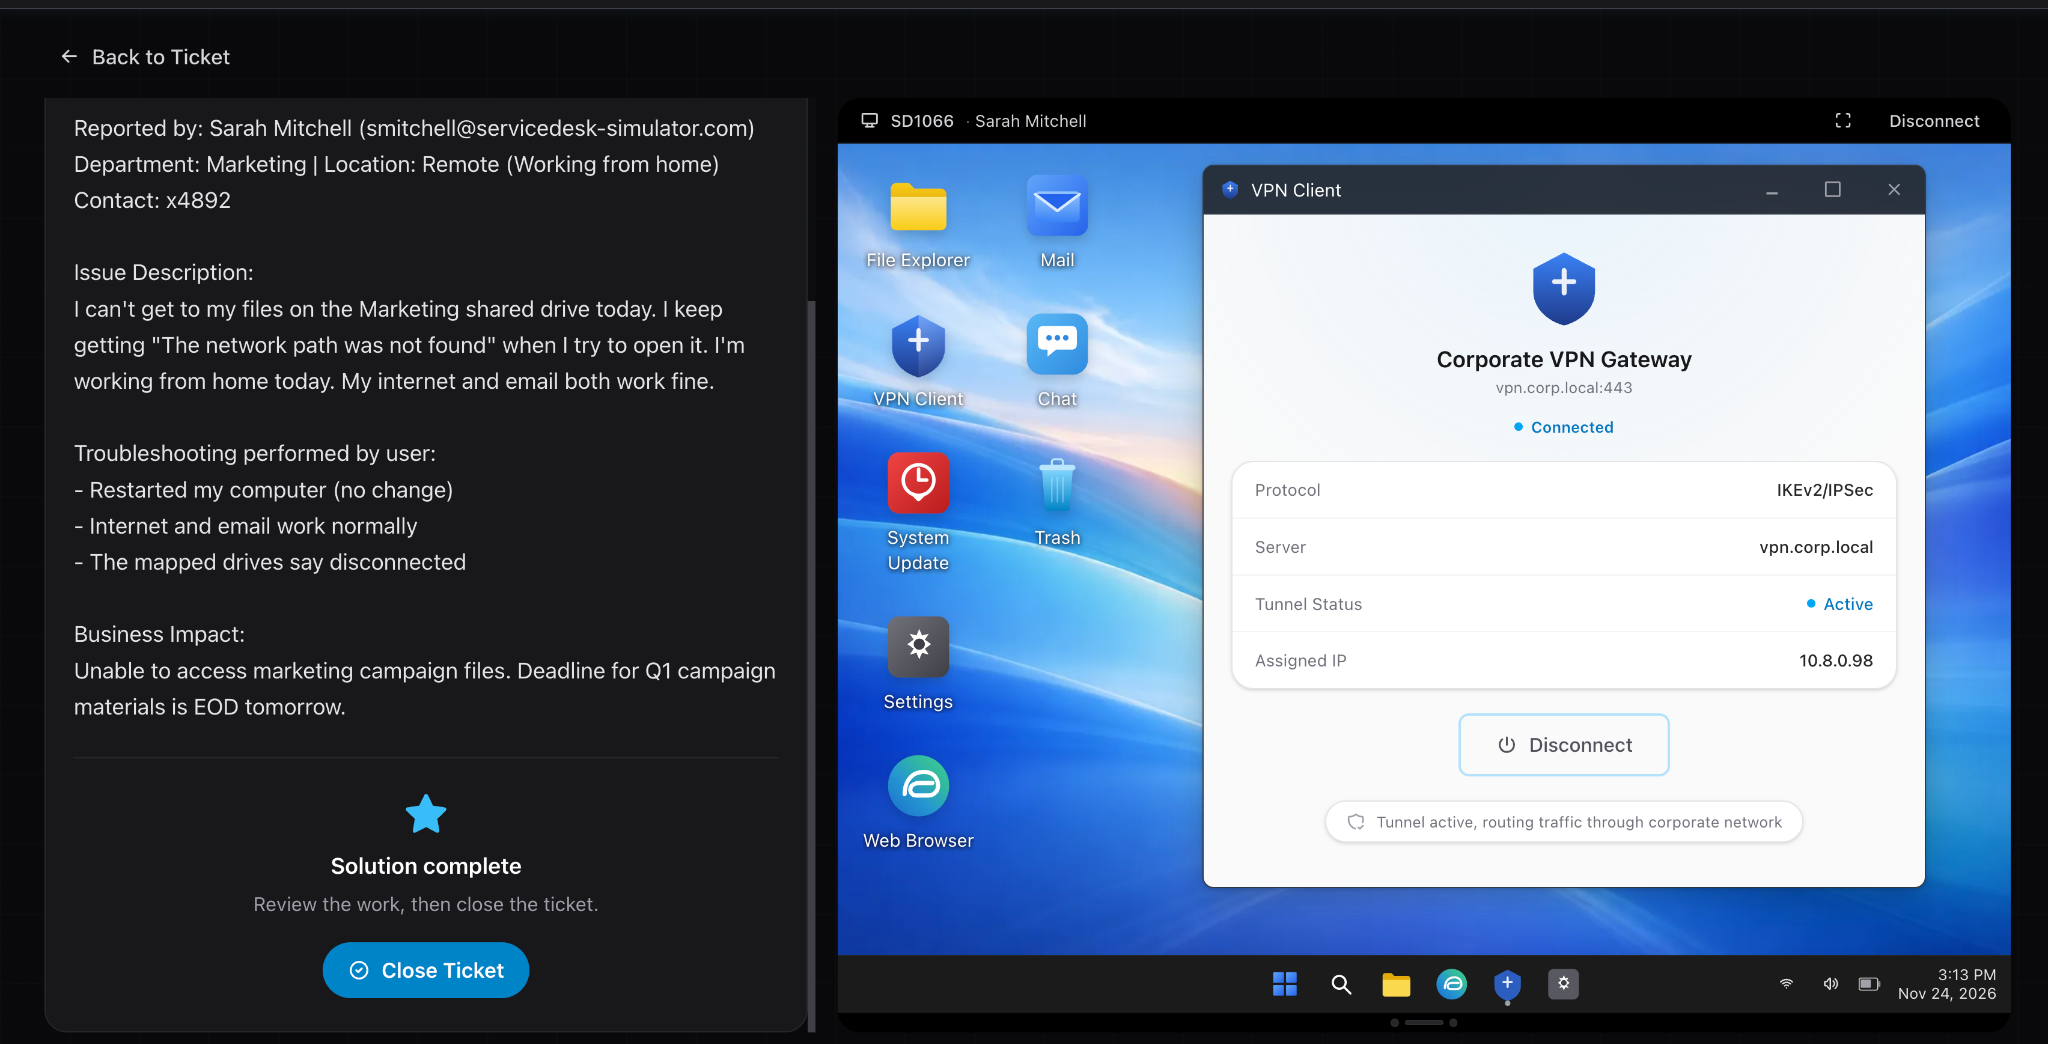 Back to Ticket
Reported by: Sarah Mitchell (smitchell@servicedesk-simulator.com)
Department: Marketing | Location: Remote (Working from home)
Contact: x4892
Issue Description:
I can't get to my files on the Marketing shared drive today. I keep
getting "The network path was not found" when I try to open it. I'm
working from home today. My internet and email both work fine.
Troubleshooting performed by user:
- Restarted my computer (no change)
- Internet and email work normally
- The mapped drives say disconnected
Business Impact:
Unable to access marketing campaign files. Deadline for Q1 campaign
materials is EOD tomorrow.
Solution complete
Review the work, then close the ticket.
Close Ticket
SD1066 · Sarah Mitchell
Disconnect
File Explorer
Mail
VPN Client
Chat
System
Update
Trash
Settings
Web Browser
VPN Client
Corporate VPN Gateway
vpn.corp.local:443
Connected
Protocol IKEv2/IPSec
Server vpn.corp.local
Tunnel Status Active
Assigned IP 10.8.0.98
Disconnect
Tunnel active, routing traffic through corporate network
3:13 PM
Nov 24, 2026